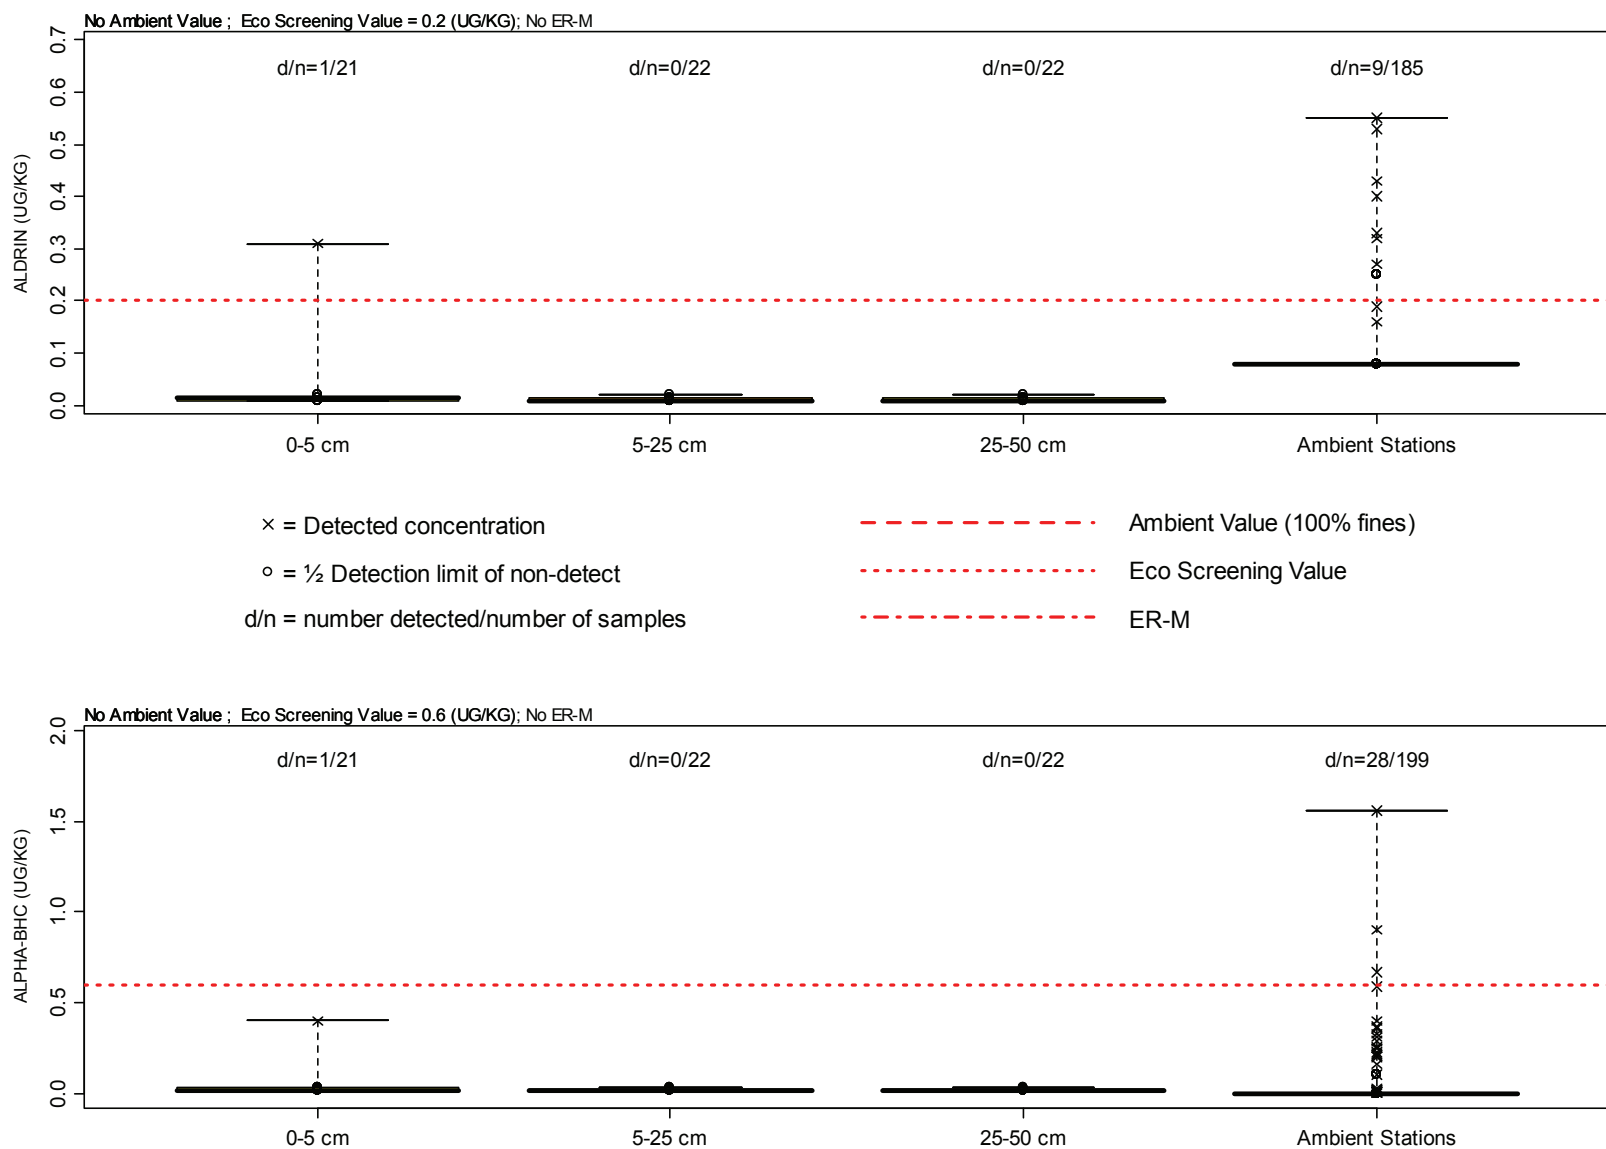 No Ambient Value ; Eco Screening Value = 0.2 (UG/KG); No ER-M
d/n=1/21 d/n=0/22 d/n=0/22 d/n=9/185
ALDRIN (UG/KG)
0.7
0.6
0.5
0.4
0.3
0.2
0.1
0.0
0-5 cm 5-25 cm 25-50 cm Ambient Stations
× = Detected concentration
o = ½ Detection limit of non-detect
d/n = number detected/number of samples
Ambient Value (100% fines)
Eco Screening Value
ER-M
No Ambient Value ; Eco Screening Value = 0.6 (UG/KG); No ER-M
d/n=1/21 d/n=0/22 d/n=0/22 d/n=28/199
ALPHA-BHC (UG/KG)
2.0
1.5
1.0
0.5
0.0
0-5 cm 5-25 cm 25-50 cm Ambient Stations